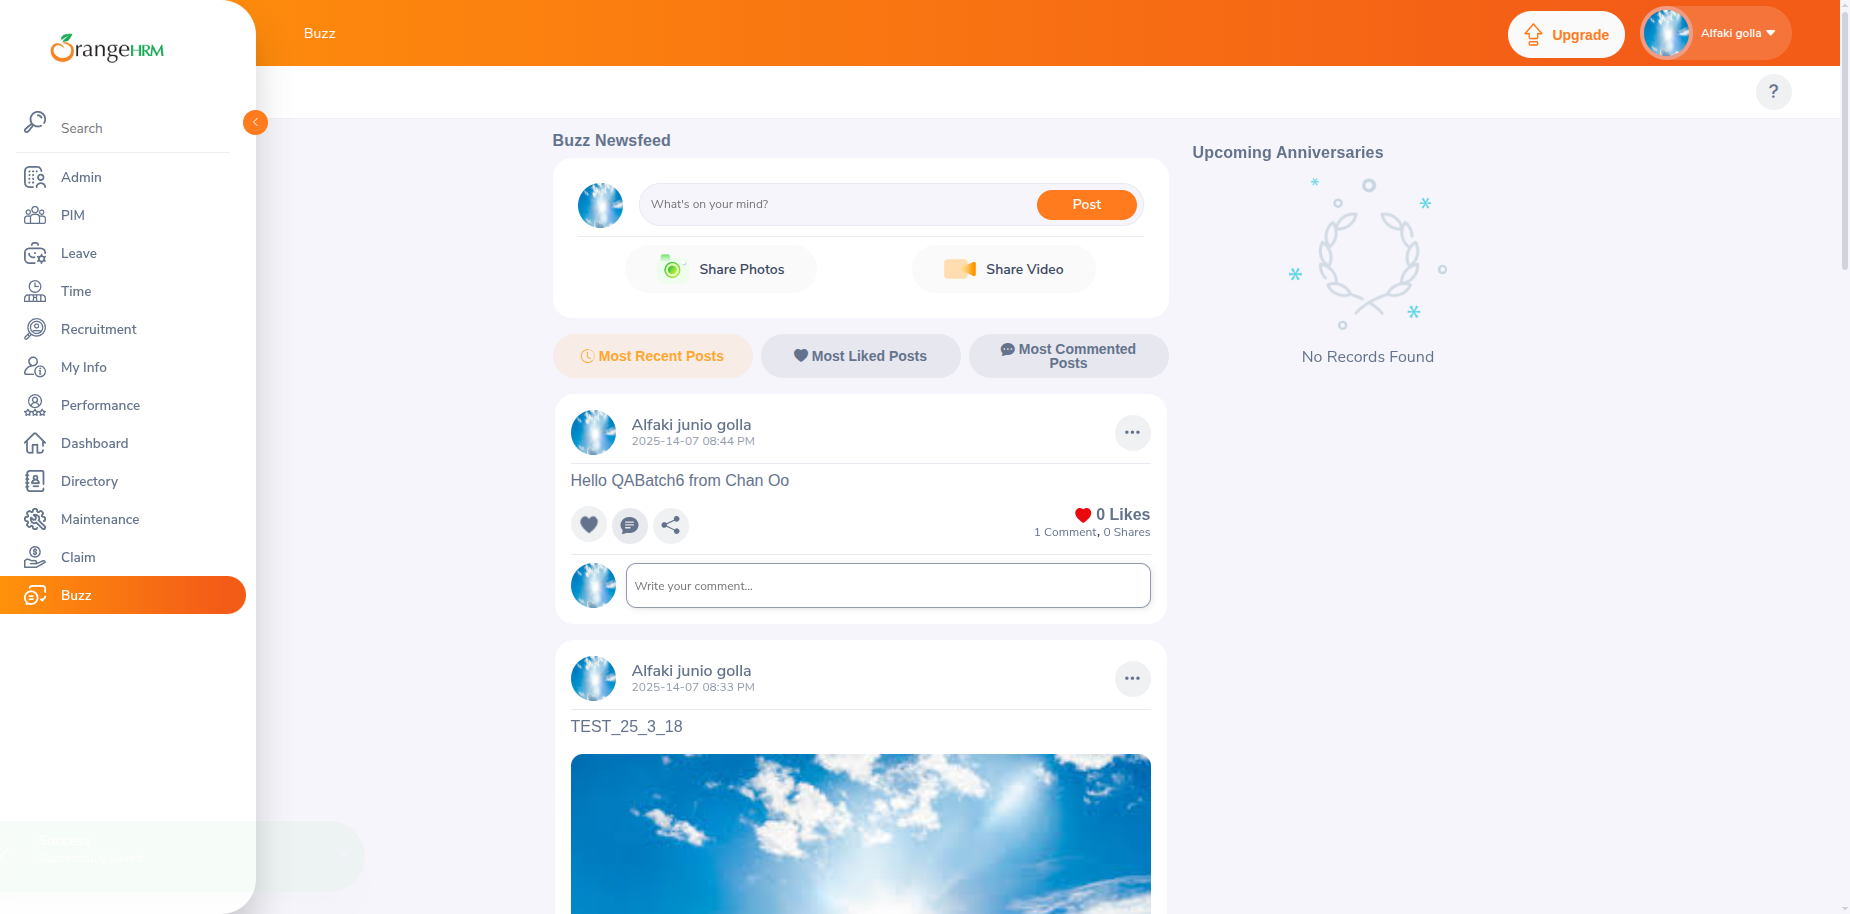 OrangeHRM
Buzz
Upgrade
Alfaki golla
?
Search
Admin
PIM
Leave
Time
Recruitment
My Info
Performance
Dashboard
Directory
Maintenance
Claim
Buzz
Buzz Newsfeed
What's on your mind?
Post
Share Photos
Share Video
Most Recent Posts
Most Liked Posts
Most Commented
Posts
Alfaki junio golla
2025-14-07 08:44 PM
Hello QABatch6 from Chan Oo
0 Likes
1 Comment, 0 Shares
Write your comment...
Alfaki junio golla
2025-14-07 08:33 PM
TEST_25_3_18
Upcoming Anniversaries
No Records Found
Success